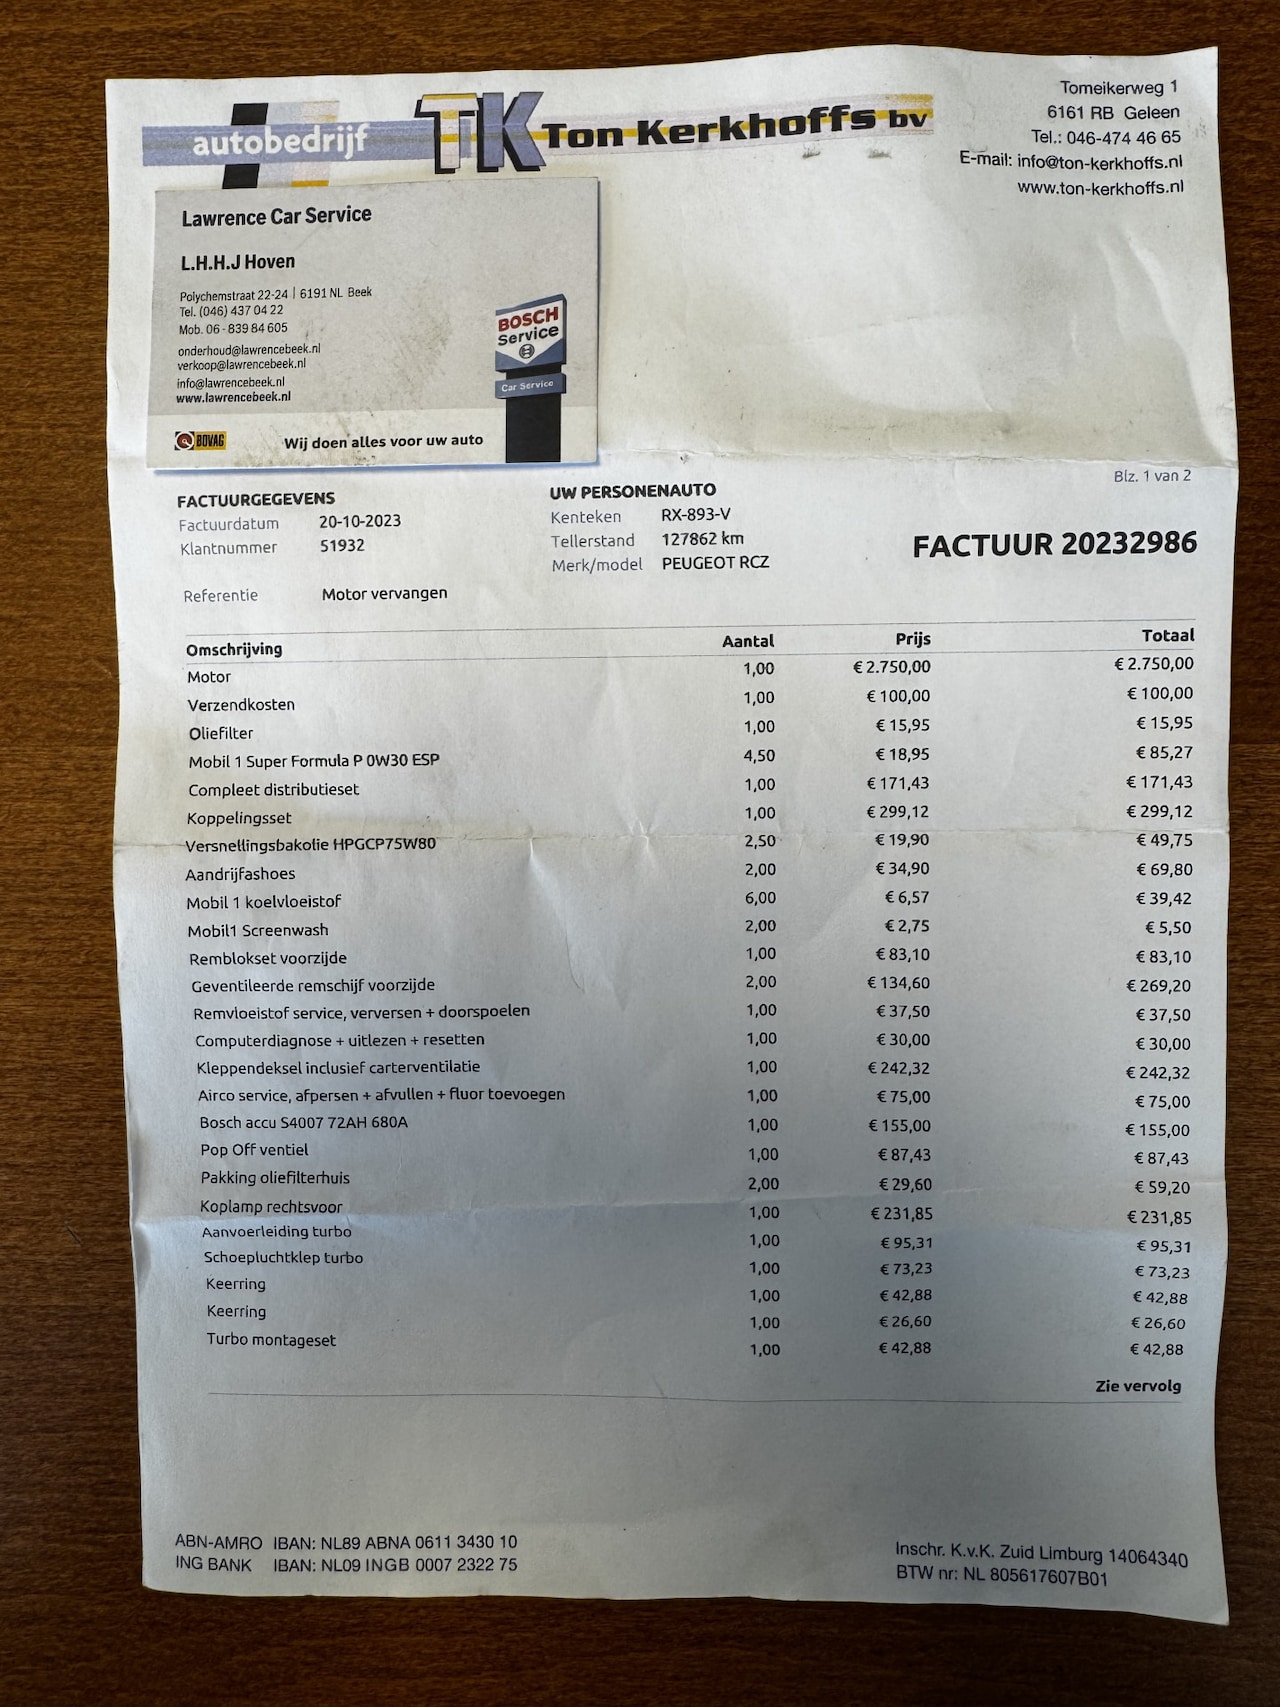 autobedrijf TK Ton Kerkhoffs bv
Tomeikerweg 1
6161 RB Geleen
Tel.: 046-474 46 65
E-mail: info@ton-kerkhoffs.nl
www.ton-kerkhoffs.nl
Lawrence Car Service
L.H.H.J Hoven
Polychemstraat 22-24 | 6191 NL Beek
Tel. (046) 437 04 22
Mob. 06 - 839 84 605
onderhoud@lawrencebeek.nl
verkoop@lawrencebeek.nl
info@lawrencebeek.nl
www.lawrencebeek.nl
BOSCH
Service
Car Service
BOVAG
Wij doen alles voor uw auto
Blz. 1 van 2
FACTUURGEGEVENS
Factuurdatum 20-10-2023
Klantnummer 51932
Referentie Motor vervangen
UW PERSONENAUTO
Kenteken RX-893-V
Tellerstand 127862 km
Merk/model PEUGEOT RCZ
FACTUUR 20232986
Omschrijving Aantal Prijs Totaal
Motor 1,00 € 2.750,00 € 2.750,00
Verzendkosten 1,00 € 100,00 € 100,00
Oliefilter 1,00 € 15,95 € 15,95
Mobil 1 Super Formula P 0W30 ESP 4,50 € 18,95 € 85,27
Compleet distributieset 1,00 € 171,43 € 171,43
Koppelingsset 1,00 € 299,12 € 299,12
Versnellingsbakolie HPGCP75W80 2,50 € 19,90 € 49,75
Aandrijfashoes 2,00 € 34,90 € 69,80
Mobil 1 koelvloeistof 6,00 € 6,57 € 39,42
Mobil1 Screenwash 2,00 € 2,75 € 5,50
Remblokset voorzijde 1,00 € 83,10 € 83,10
Geventileerde remschijf voorzijde 2,00 € 134,60 € 269,20
Remvloeistof service, verversen + doorspoelen 1,00 € 37,50 € 37,50
Computerdiagnose + uitlezen + resetten 1,00 € 30,00 € 30,00
Kleppendeksel inclusief carterventilatie 1,00 € 242,32 € 242,32
Airco service, afpersen + afvullen + fluor toevoegen 1,00 € 75,00 € 75,00
Bosch accu S4007 72AH 680A 1,00 € 155,00 € 155,00
Pop Off ventiel 1,00 € 87,43 € 87,43
Pakking oliefilterhuis 2,00 € 29,60 € 59,20
Koplamp rechtsvoor 1,00 € 231,85 € 231,85
Aanvoerleiding turbo 1,00 € 95,31 € 95,31
Schoepluchtklep turbo 1,00 € 73,23 € 73,23
Keerring 1,00 € 42,88 € 42,88
Keerring 1,00 € 26,60 € 26,60
Turbo montageset 1,00 € 42,88 € 42,88
Zie vervolg
ABN-AMRO IBAN: NL89 ABNA 0611 3430 10
ING BANK IBAN: NL09 INGB 0007 2322 75
Inschr. K.v.K. Zuid Limburg 14064340
BTW nr: NL 805617607B01